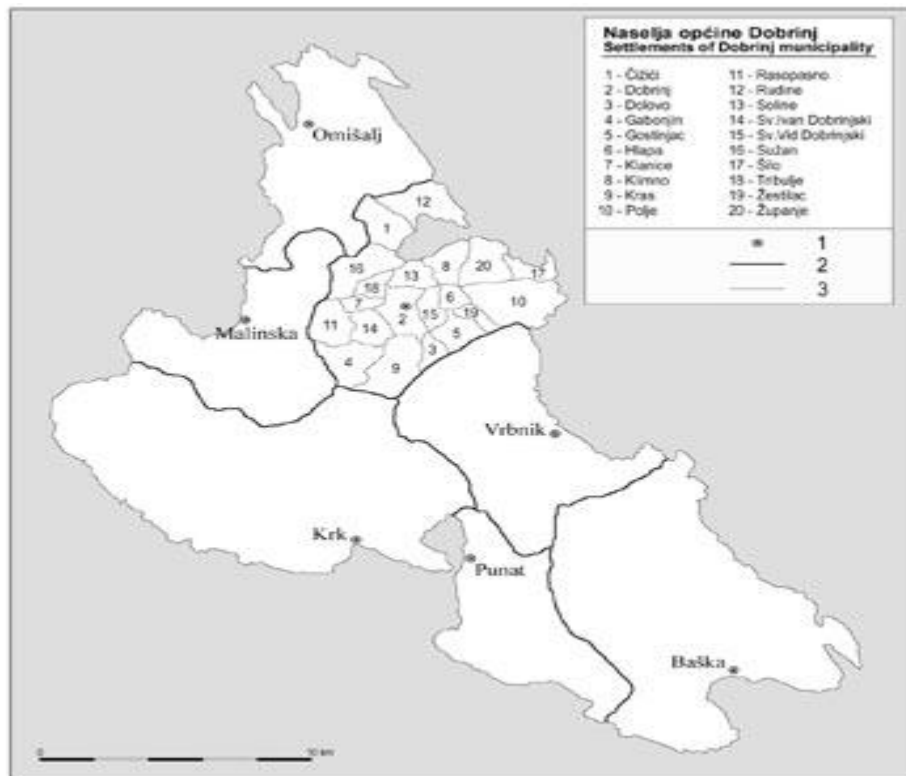 Naselja općine Dobrinj
Settlements of Dobrinj municipality
1 - Čižići
2 - Dobrinj
3 - Dolovo
4 - Gabonjin
5 - Gostinjac
6 - Hlapa
7 - Klanice
8 - Klimno
9 - Kras
10 - Polje
11 - Rasopasno
12 - Rudine
13 - Soline
14 - Sv.Ivan Dobrinjski
15 - Sv.Vid Dobrinjski
16 - Sužan
17 - Šilo
18 - Tribulje
19 - Žestilac
20 - Županje
1
2
3
Omišalj
12
1
16
13
8
20
17
18
7
6
10
2
15
19
11
14
5
3
4
9
Malinska
Vrbnik
Krk
Punat
Baška
0
10 km